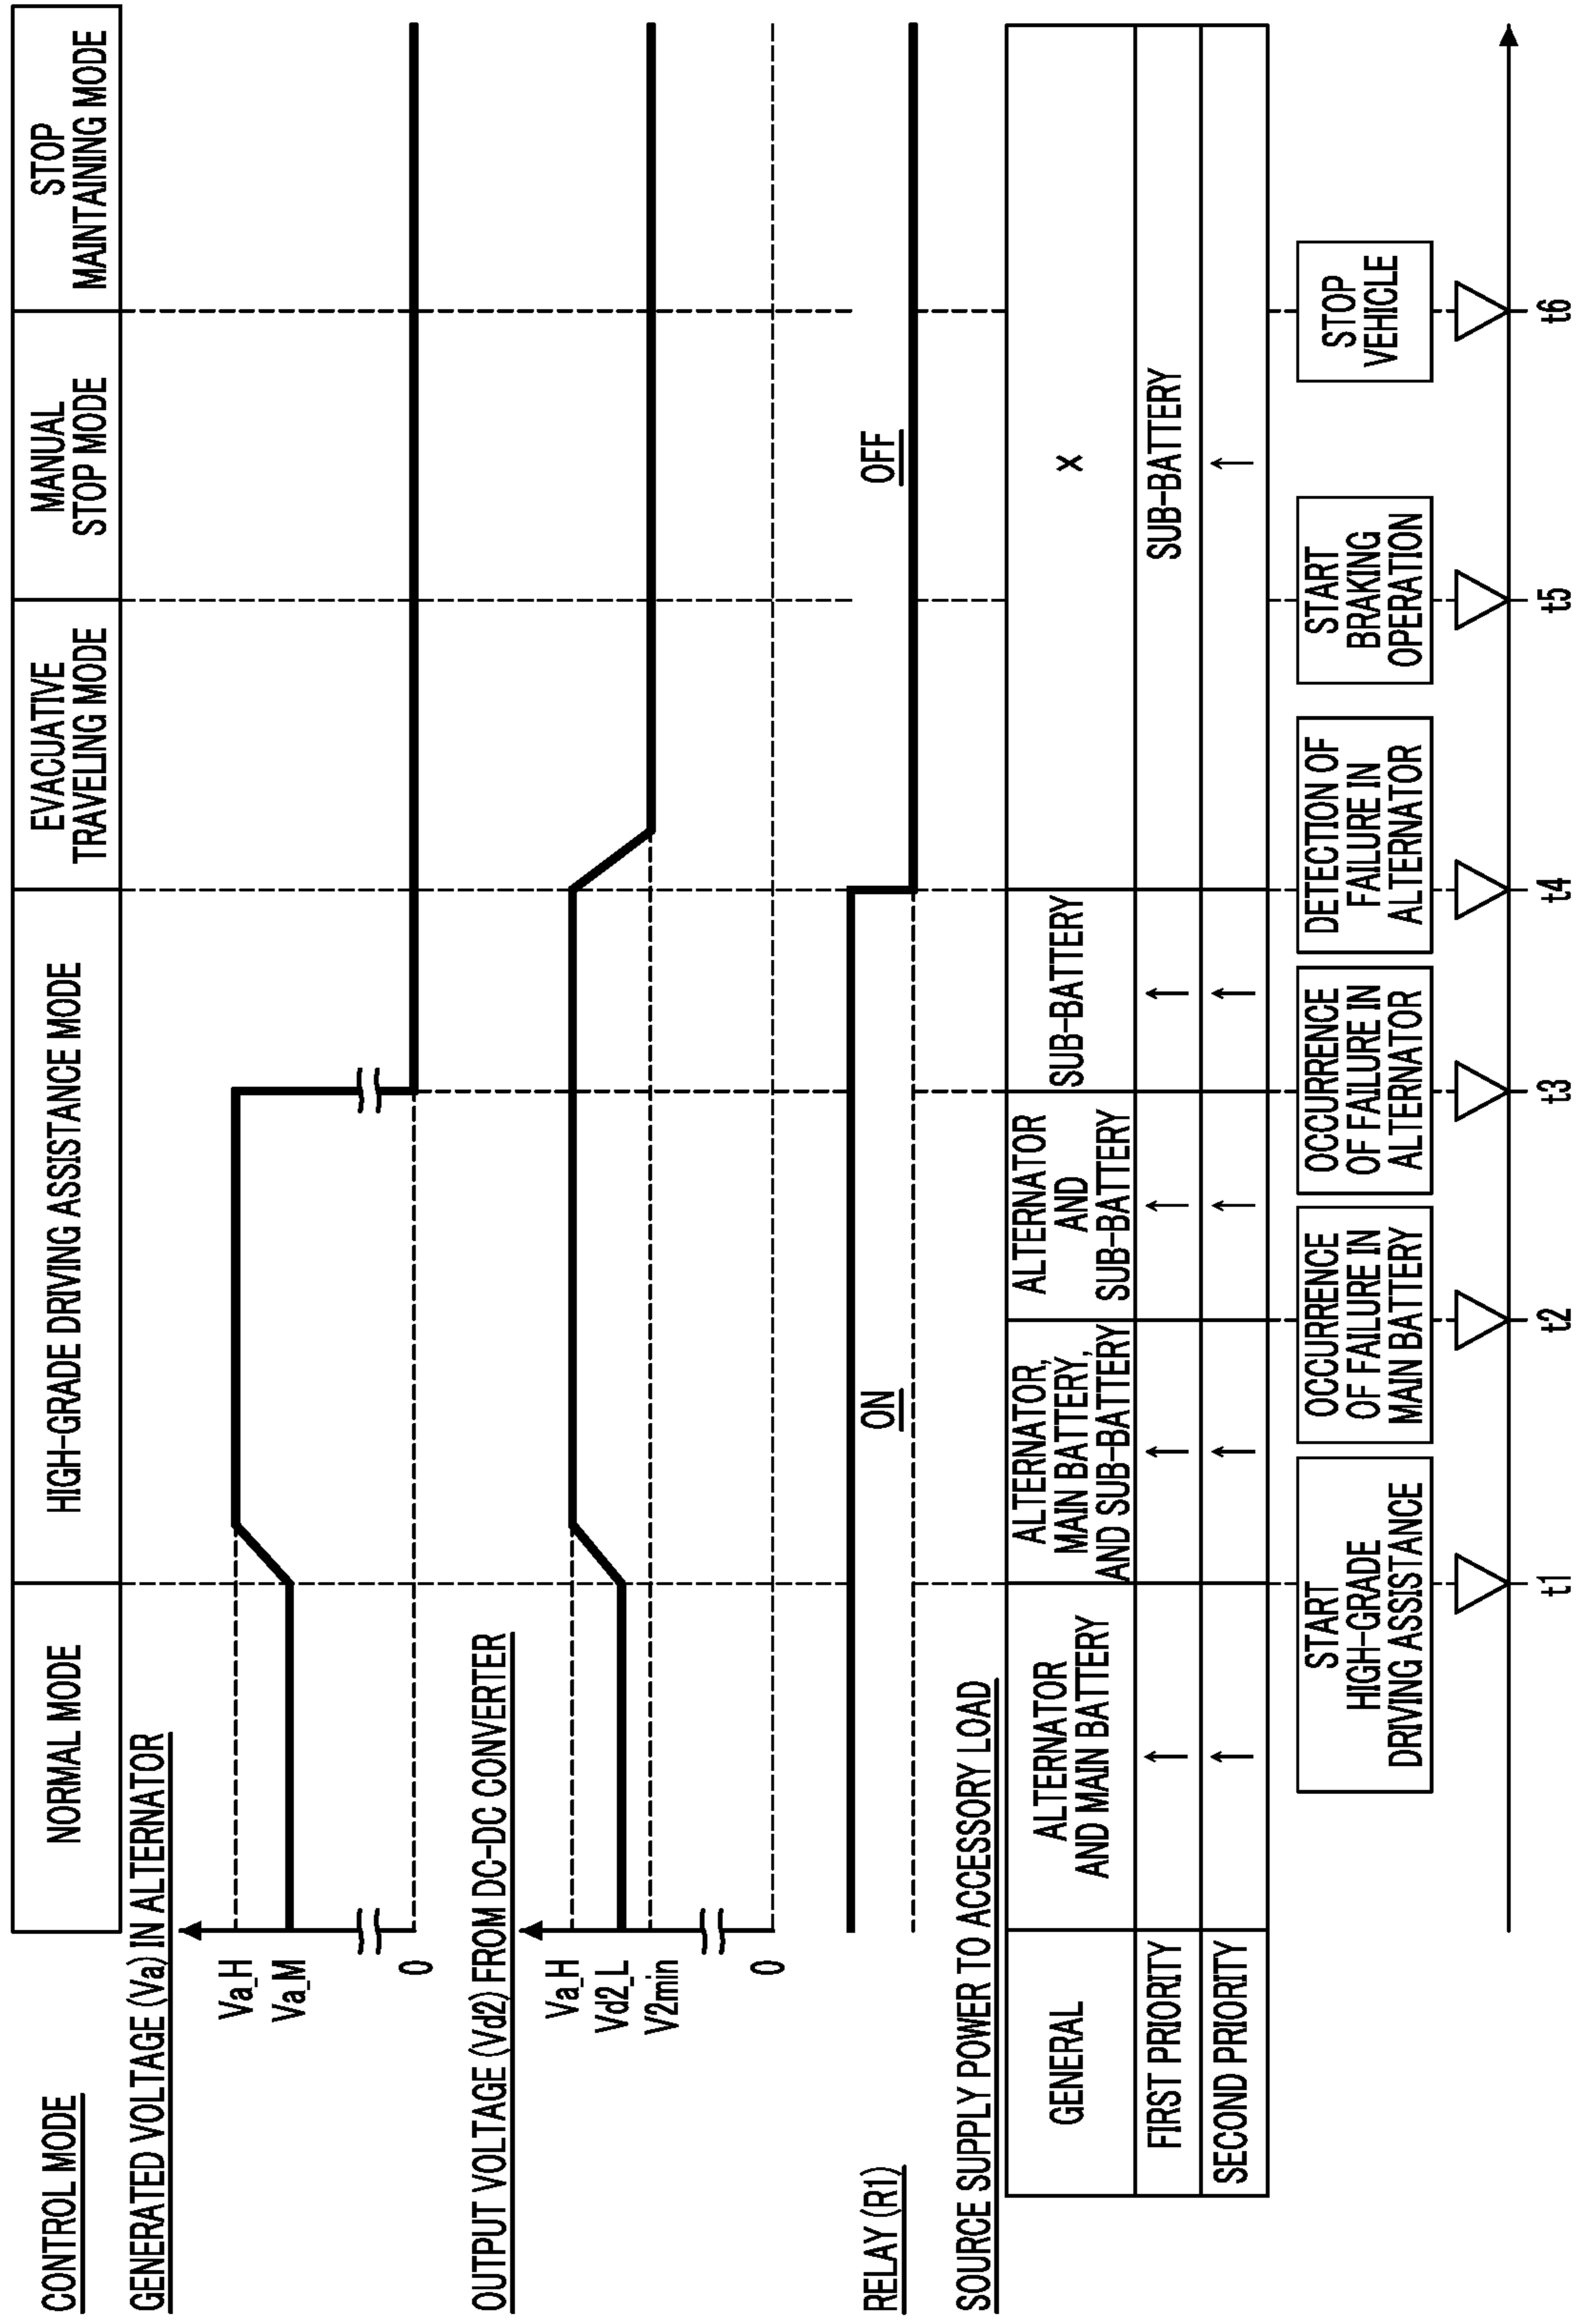 CONTROL MODE
NORMAL MODE
HIGH-GRADE DRIVING ASSISTANCE MODE
EVACUATIVE
TRAVELING MODE
MANUAL
STOP MODE
STOP
MAINTAINING MODE
GENERATED VOLTAGE (Va) IN ALTERNATOR
Va_H
Va_M
0
OUTPUT VOLTAGE (Vd2) FROM DC-DC CONVERTER
Va_H
Vd2_L
V2min
0
RELAY (R1)
ON
OFF
SOURCE SUPPLY POWER TO ACCESSORY LOAD
GENERAL
ALTERNATOR
AND MAIN BATTERY
ALTERNATOR,
MAIN BATTERY,
AND SUB-BATTERY
ALTERNATOR
AND
SUB-BATTERY
SUB-BATTERY
X
FIRST PRIORITY
↑
↑
↑
↑
SUB-BATTERY
SECOND PRIORITY
↑
↑
↑
↑
↑
START
HIGH-GRADE
DRIVING ASSISTANCE
OCCURRENCE
OF FAILURE IN
MAIN BATTERY
OCCURRENCE
OF FAILURE IN
ALTERNATOR
DETECTION OF
FAILURE IN
ALTERNATOR
START
BRAKING
OPERATION
STOP
VEHICLE
t1
t2
t3
t4
t5
t6